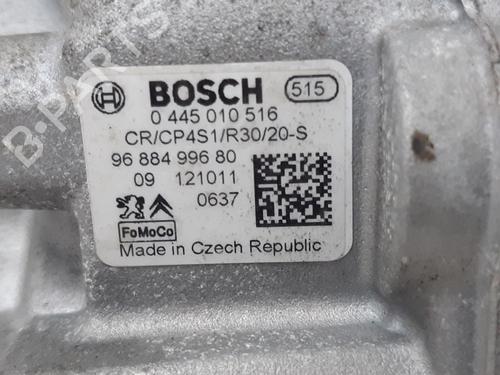 BOSCH 515
0 445 010 516
CR/CP4S1/R30/20-S
96 884 996 80
09 121011
0637
FoMoCo
Made in Czech Republic
B-PARTS